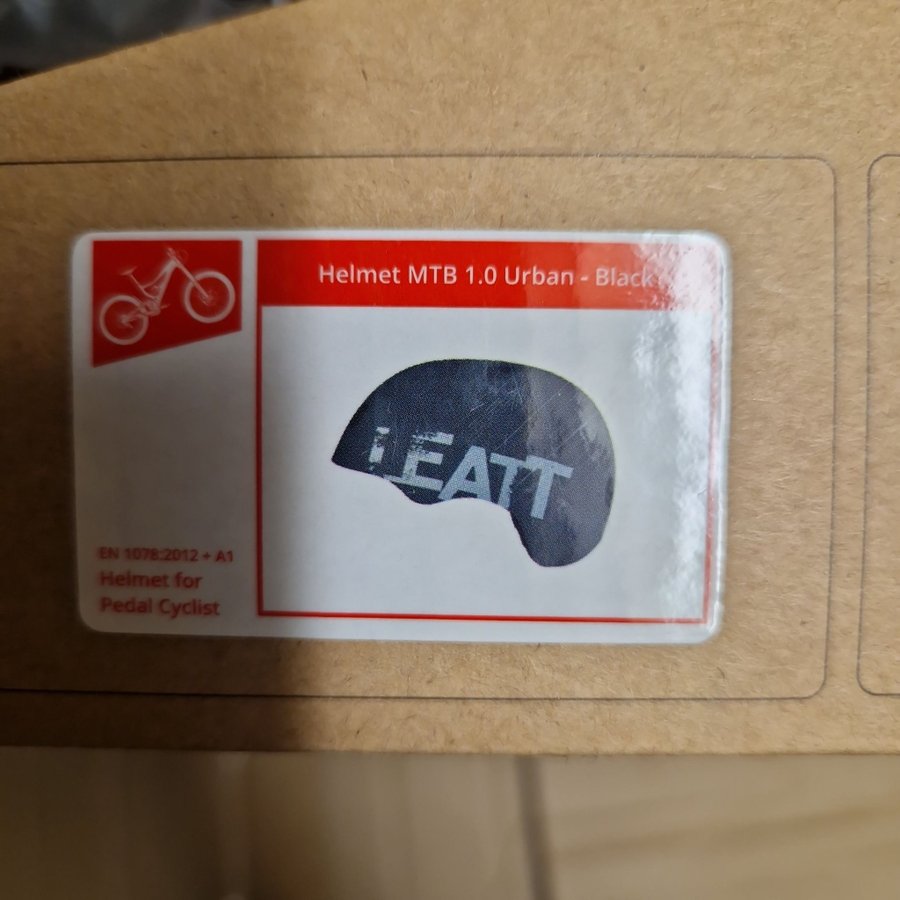 Helmet MTB 1.0 Urban - Black
LEATT
EN 1078:2012 + A1
Helmet for
Pedal Cyclist